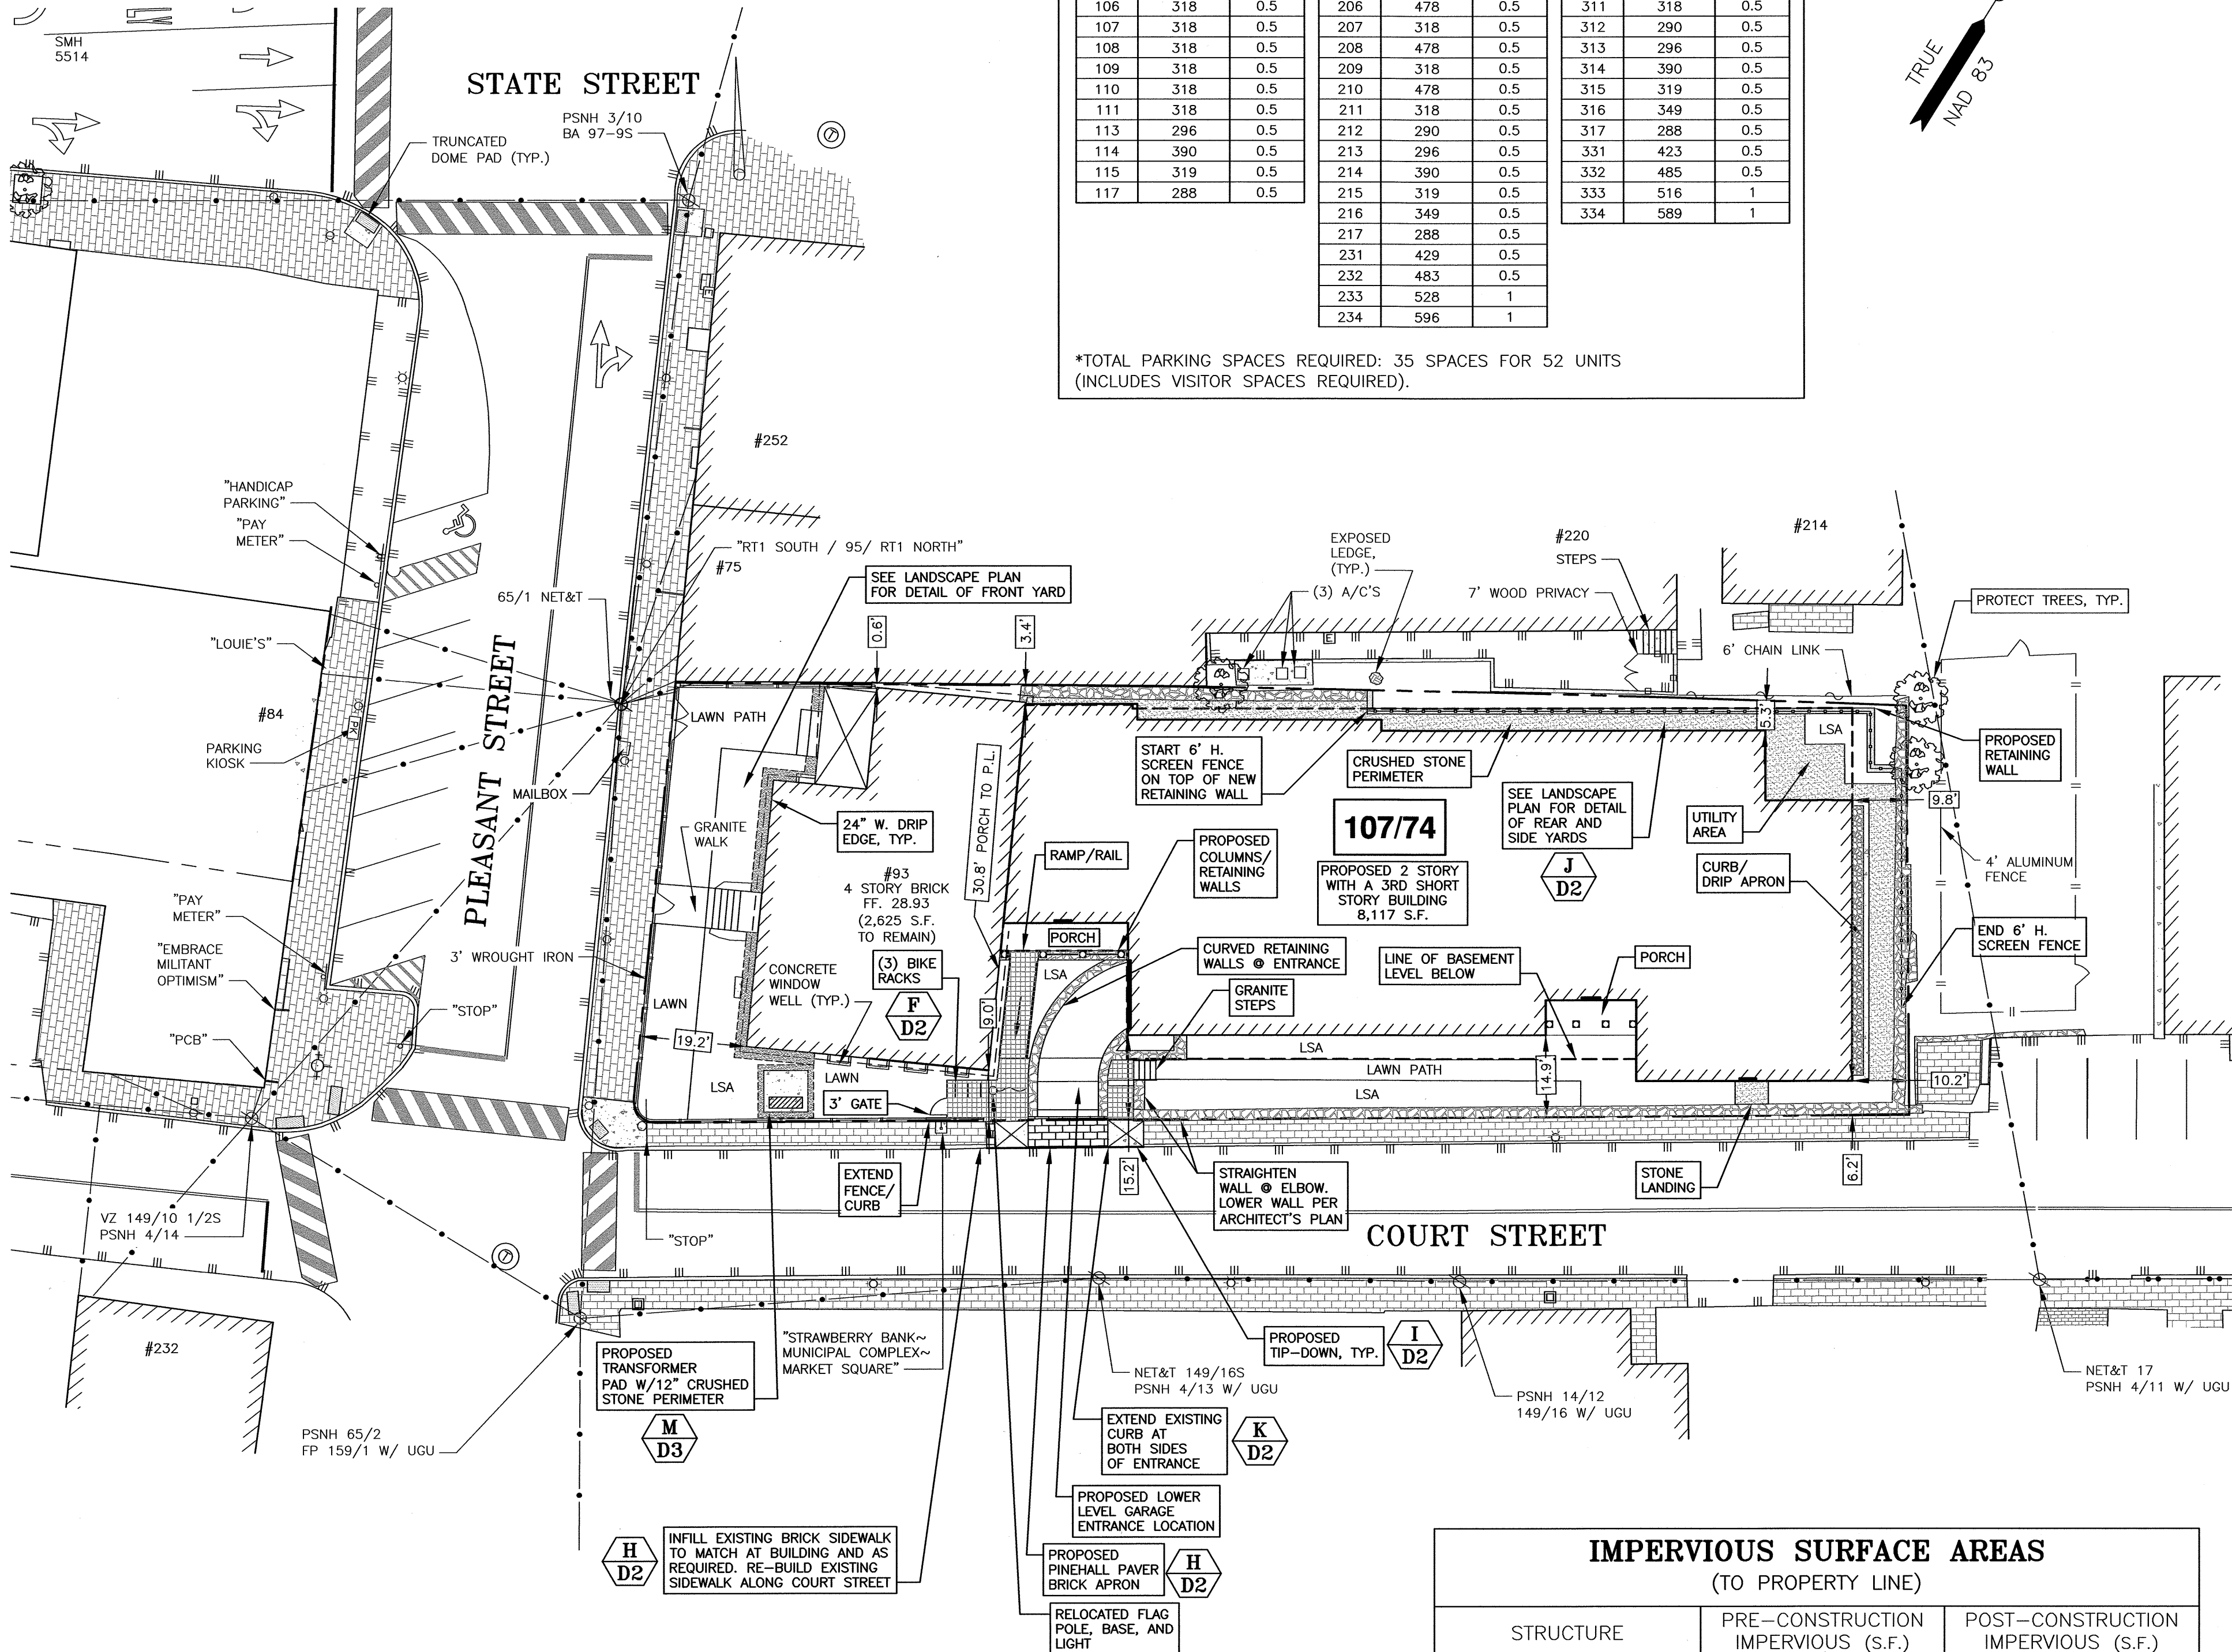 106 318 0.5 206 478 0.5 311 318 0.5
107 318 0.5 207 318 0.5 312 290 0.5
108 318 0.5 208 478 0.5 313 296 0.5
109 318 0.5 209 318 0.5 314 390 0.5
110 318 0.5 210 478 0.5 315 319 0.5
111 318 0.5 211 318 0.5 316 349 0.5
113 296 0.5 212 290 0.5 317 288 0.5
114 390 0.5 213 296 0.5 331 423 0.5
115 319 0.5 214 390 0.5 332 485 0.5
117 288 0.5 215 319 0.5 333 516 1
216 349 0.5 334 589 1
217 288 0.5
231 429 0.5
232 483 0.5
233 528 1
234 596 1
*TOTAL PARKING SPACES REQUIRED: 35 SPACES FOR 52 UNITS
(INCLUDES VISITOR SPACES REQUIRED).
TRUE
NAD 83
SMH
5514
STATE STREET
PSNH 3/10
BA 97-9S
TRUNCATED
DOME PAD (TYP.)
T
E
#252
"HANDICAP
PARKING"
"PAY
METER"
"RT1 SOUTH / 95/ RT1 NORTH"
#75
65/1 NET&T
"LOUIE'S"
#84
PARKING
KIOSK
PK
PLEASANT STREET
MAILBOX
"PAY
METER"
"EMBRACE
MILITANT
OPTIMISM"
"PCB"
"STOP"
3' WROUGHT IRON
SEE LANDSCAPE PLAN
FOR DETAIL OF FRONT YARD
0.6'
3.4'
EXPOSED
LEDGE,
(TYP.)
(3) A/C'S
E
#220
STEPS
7' WOOD PRIVACY
#214
6' CHAIN LINK
PROTECT TREES, TYP.
LAWN PATH
GRANITE
WALK
24" W. DRIP
EDGE, TYP.
#93
4 STORY BRICK
FF. 28.93
(2,625 S.F.
TO REMAIN)
30.8' PORCH TO P.L.
START 6' H.
SCREEN FENCE
ON TOP OF NEW
RETAINING WALL
CRUSHED STONE
PERIMETER
SEE LANDSCAPE
PLAN FOR DETAIL
OF REAR AND
SIDE YARDS
J
D2
5.3'
LSA
PROPOSED
RETAINING
WALL
UTILITY
AREA
9.8'
4' ALUMINUM
FENCE
CURB/
DRIP APRON
END 6' H.
SCREEN FENCE
107/74
PROPOSED 2 STORY
WITH A 3RD SHORT
STORY BUILDING
8,117 S.F.
RAMP/RAIL
PROPOSED
COLUMNS/
RETAINING
WALLS
PORCH
LSA
CURVED RETAINING
WALLS @ ENTRANCE
LINE OF BASEMENT
LEVEL BELOW
PORCH
GRANITE
STEPS
(3) BIKE
RACKS
F
D2
CONCRETE
WINDOW
WELL (TYP.)
LAWN
19.2'
9.0'
LSA
LAWN
3' GATE
LSA
LAWN PATH
LSA
14.9'
10.2'
EXTEND
FENCE/
CURB
15.2'
STRAIGHTEN
WALL @ ELBOW.
LOWER WALL PER
ARCHITECT'S PLAN
STONE
LANDING
6.2'
COURT STREET
VZ 149/10 1/2S
PSNH 4/14
T
"STOP"
#232
PSNH 65/2
FP 159/1 W/ UGU
PROPOSED
TRANSFORMER
PAD W/12" CRUSHED
STONE PERIMETER
M
D3
"STRAWBERY BANK~
MUNICIPAL COMPLEX~
MARKET SQUARE"
NET&T 149/16S
PSNH 4/13 W/ UGU
PROPOSED
TIP-DOWN, TYP.
I
D2
PSNH 14/12
149/16 W/ UGU
NET&T 17
PSNH 4/11 W/ UGU
EXTEND EXISTING
CURB AT
BOTH SIDES
OF ENTRANCE
K
D2
PROPOSED LOWER
LEVEL GARAGE
ENTRANCE LOCATION
H
D2
INFILL EXISTING BRICK SIDEWALK
TO MATCH AT BUILDING AND AS
REQUIRED. RE-BUILD EXISTING
SIDEWALK ALONG COURT STREET
PROPOSED
PINEHALL PAVER
BRICK APRON
H
D2
RELOCATED FLAG
POLE, BASE, AND
LIGHT
IMPERVIOUS SURFACE AREAS
(TO PROPERTY LINE)
STRUCTURE
PRE-CONSTRUCTION
IMPERVIOUS (S.F.)
POST-CONSTRUCTION
IMPERVIOUS (S.F.)